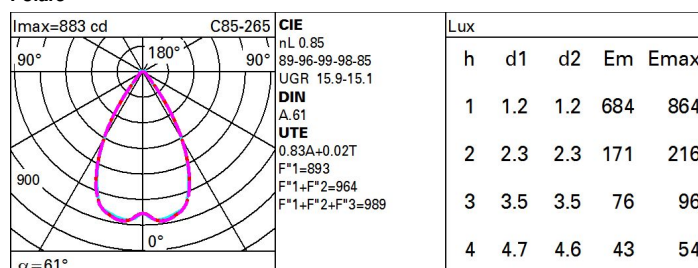 Imax=883 cd C85-265
90° 180° 90°
900
0°
α=61°
CIE
nL 0.85
89-96-99-98-85
UGR 15.9-15.1
DIN
A.61
UTE
0.83A+0.02T
F"1=893
F"1+F"2=964
F"1+F"2+F"3=989
Lux
h d1 d2 Em Emax
1 1.2 1.2 684 864
2 2.3 2.3 171 216
3 3.5 3.5 76 96
4 4.7 4.6 43 54